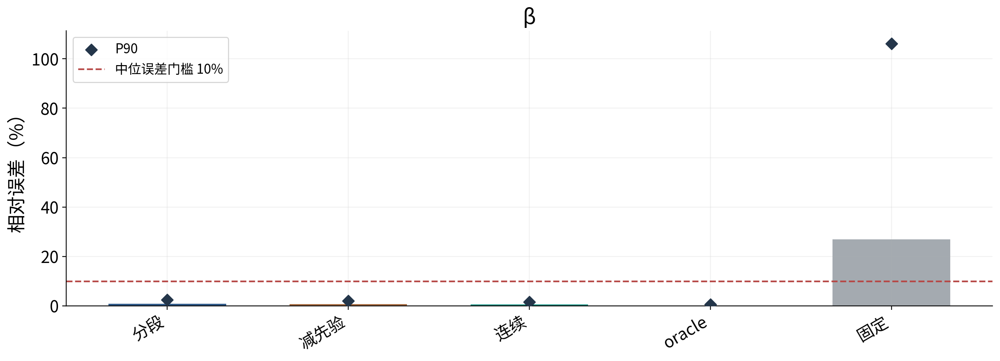 β
P90
中位误差门槛 10%
相对误差（%）
100
80
60
40
20
0
分段
减先验
连续
oracle
固定